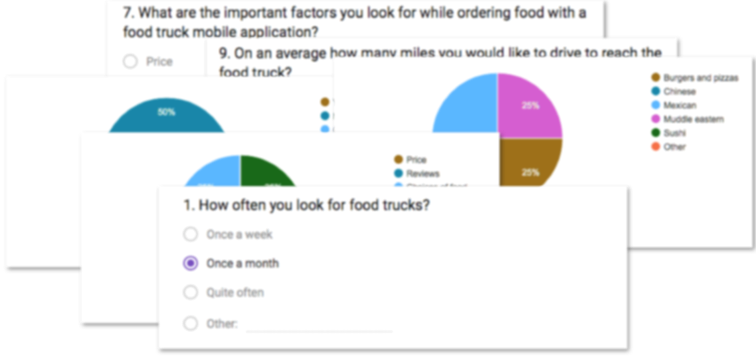 7. What are the important factors you look for while ordering food with a
food truck mobile application?
Price
9. On an average how many miles you would like to drive to reach the
food truck?
50%
25%
25%
Burgers and pizzas
Chinese
Mexican
Muddle eastern
Sushi
Other
Price
Reviews
1. How often you look for food trucks?
Once a week
Once a month
Quite often
Other: